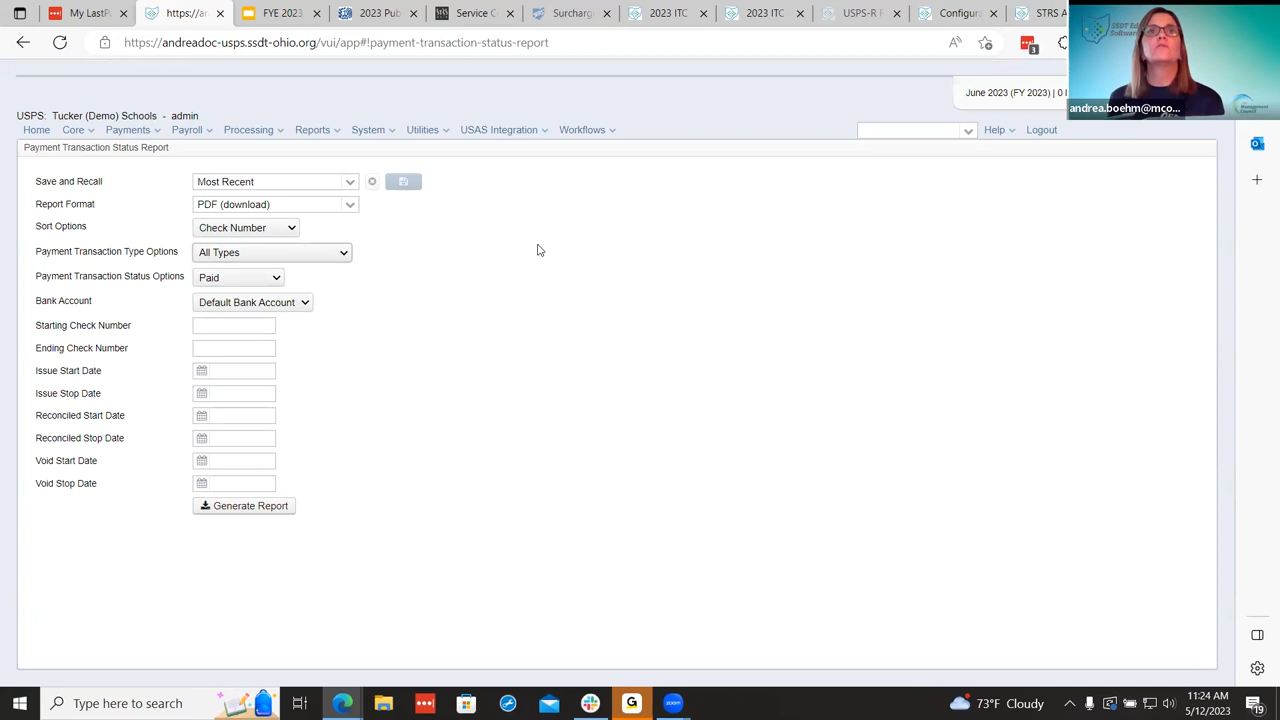 My LastP
https://ar
FYE 2023
2023 Pub
Service C
Surcharg
2023 ITC
2023 ITC
USPS-R F
Configur
STRS A
https://andreadoc-usps.ssdt-ohio.org/vui/app#!payment-transaction-status-report
3
andrea.boehm@mco...
June 2023 (FY 2023) | 0
USPS: Tucker (Demo) Schools - admin
Home Core Payments Payroll Processing Reports System Utilities USAS Integration Workflows Help Logout
Payment Transaction Status Report
Save and Recall Most Recent
Report Format PDF (download)
Sort Options Check Number
Payment Transaction Type Options All Types
Payment Transaction Status Options Paid
Bank Account Default Bank Account
Starting Check Number
Ending Check Number
Issue Start Date
Issue Stop Date
Reconciled Start Date
Reconciled Stop Date
Void Start Date
Void Stop Date
Generate Report
Type here to search
zoom
73°F Cloudy
11:24 AM
5/12/2023
19